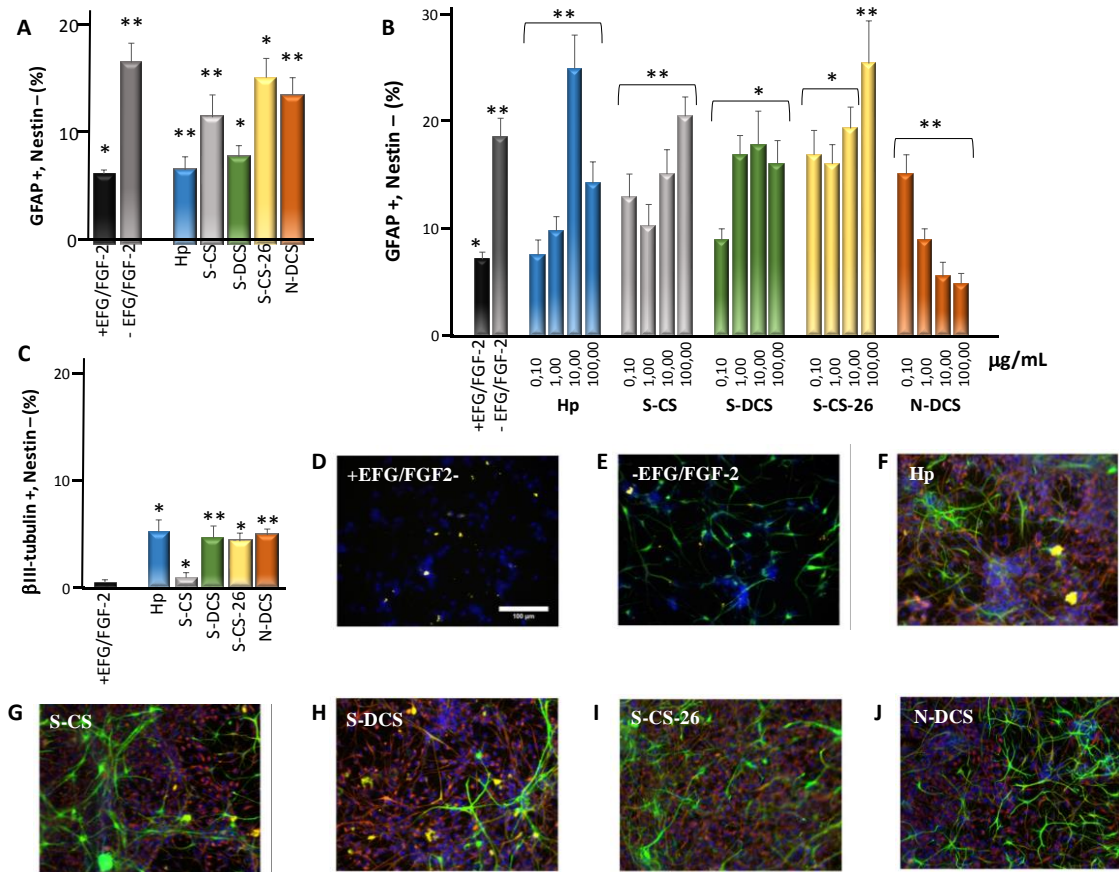 A
GFAP +, Nestin – (%)
20
10
0
*
**
**
**
*
*
**
+EFG/FGF-2
- EFG/FGF-2
Hp
S-CS
S-DCS
S-CS-26
N-DCS
B
GFAP +, Nestin – (%)
30
20
10
0
*
**
**
**
*
*
**
**
+EFG/FGF-2
- EFG/FGF-2
0,10
1,00
10,00
100,00
0,10
1,00
10,00
100,00
0,10
1,00
10,00
100,00
0,10
1,00
10,00
100,00
0,10
1,00
10,00
100,00
µg/mL
Hp
S-CS
S-DCS
S-CS-26
N-DCS
C
βIII-tubulin +, Nestin – (%)
20
10
0
*
*
**
*
**
+EFG/FGF-2
Hp
S-CS
S-DCS
S-CS-26
N-DCS
D
+EFG/FGF2-
100 µm
E
-EFG/FGF-2
F
Hp
G
S-CS
H
S-DCS
I
S-CS-26
J
N-DCS